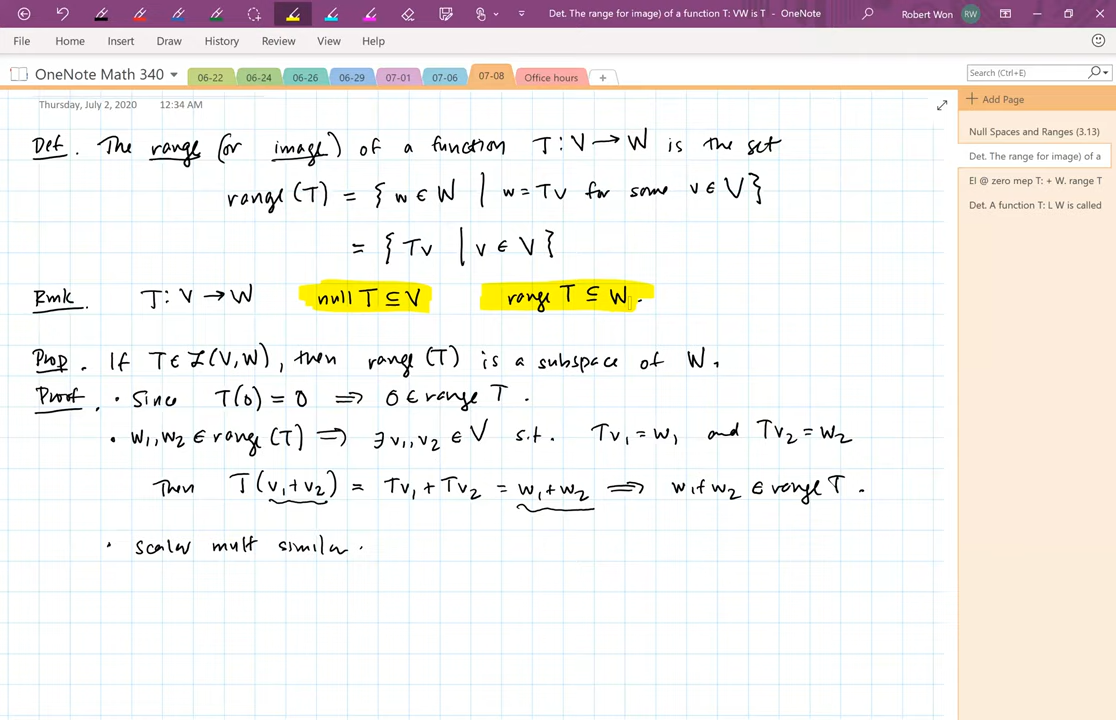 Det. The range for image) of a function T: VW is T - OneNote
Robert Won RW
File Home Insert Draw History Review View Help
OneNote Math 340
06-22 06-24 06-26 06-29 07-01 07-06 07-08 Office hours +
Search (Ctrl+E)
Thursday, July 2, 2020 12:34 AM
Add Page
Null Spaces and Ranges (3.13)
Det. The range for image) of a
El @ zero mep T: + W. range T
Det. A function T: L W is called
Def. The range (or image) of a function T: V → W is the set
range (T) = { w ∈ W | w = Tv for some v ∈ V }
= { Tv | v ∈ V }
Rmk. T: V → W null T ⊆ V range T ⊆ W.
Prop. If T ∈ L(V, W), then range (T) is a subspace of W.
Proof. • Since T(0) = 0 ⟹ 0 ∈ range T.
• w₁, w₂ ∈ range (T) ⟹ ∃ v₁, v₂ ∈ V s.t. Tv₁ = w₁ and Tv₂ = w₂
Then T(v₁ + v₂) = Tv₁ + Tv₂ = w₁ + w₂ ⟹ w₁ + w₂ ∈ range T.
• scalar mult similar.